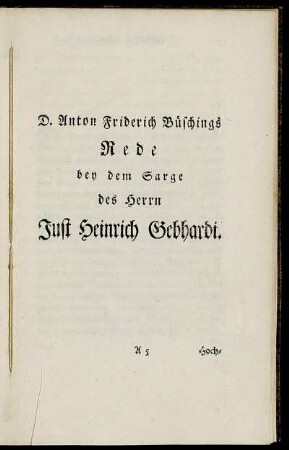 D. Anton Friderich Büschings
Rede
bey dem Sarge
des Herrn
Just Heinrich Gebhardi.
A 5 Hoch-